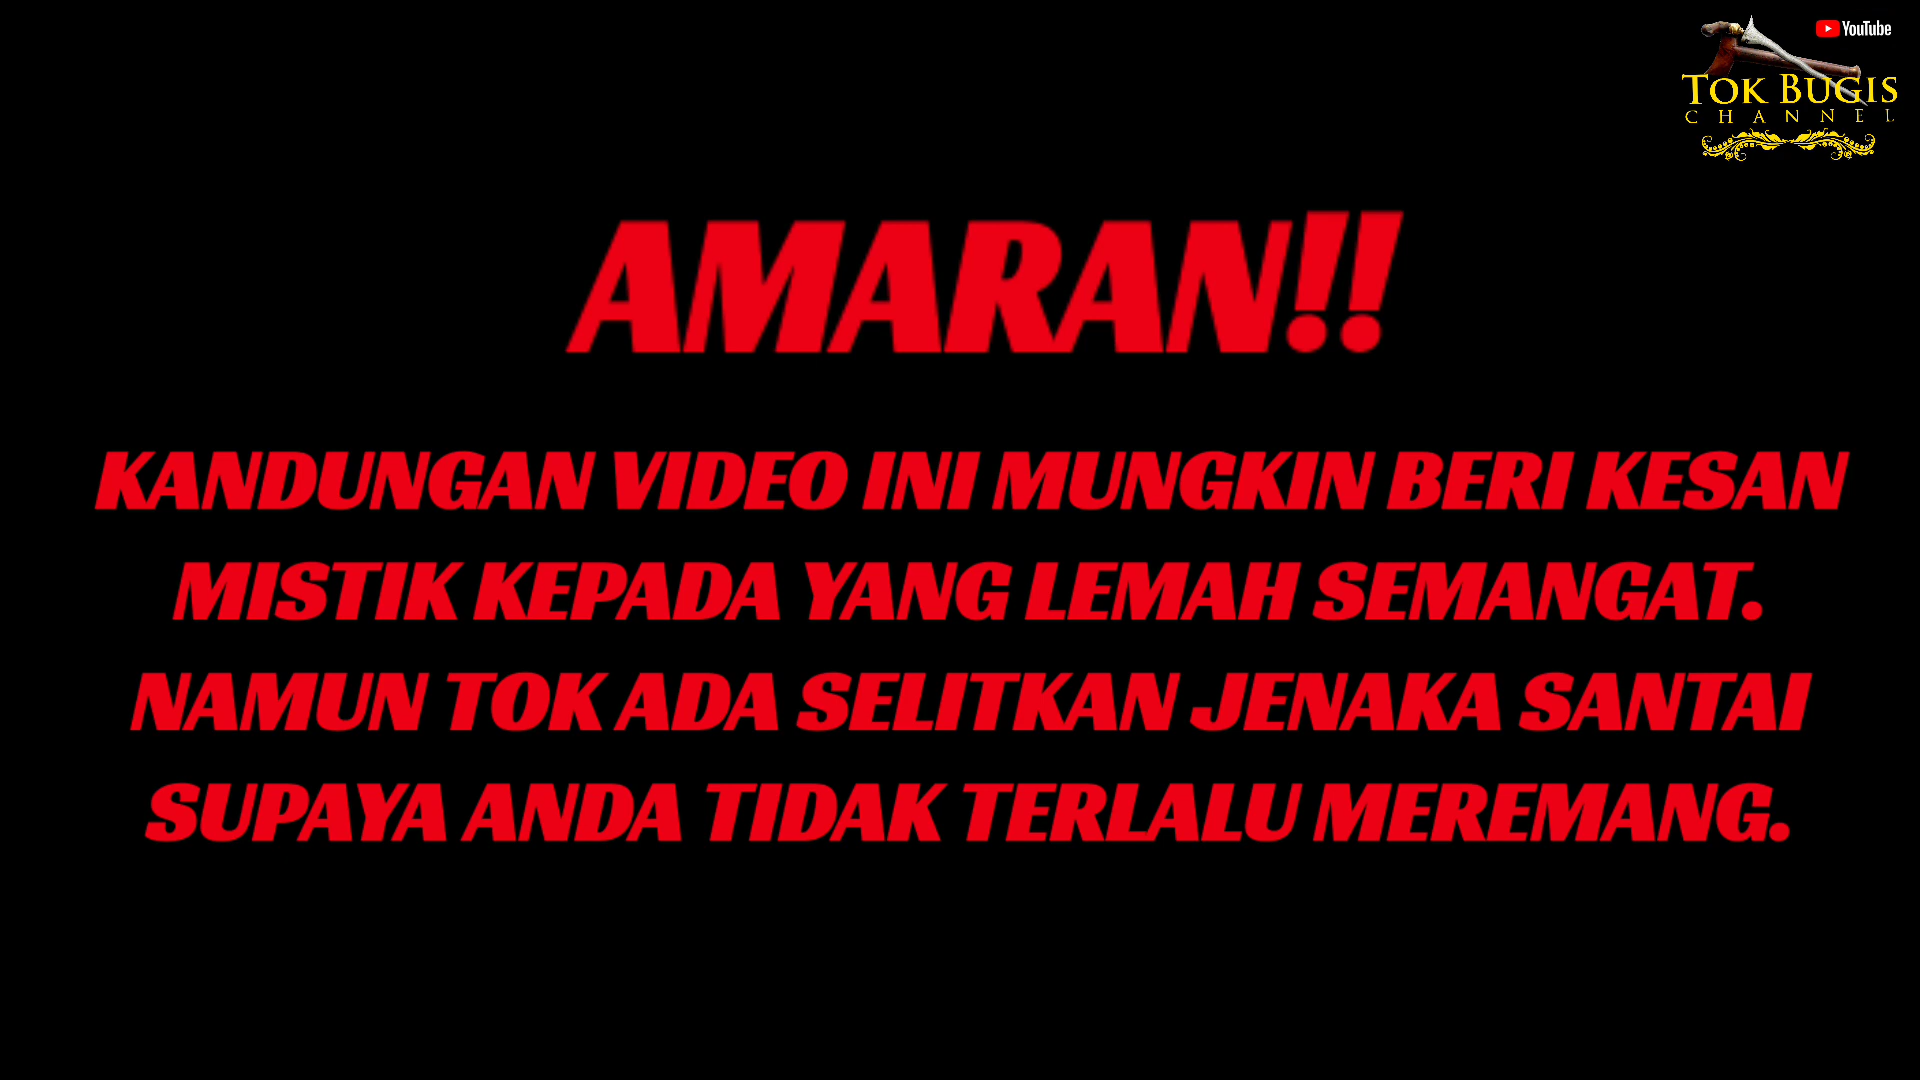 YouTube
TOK BUGIS
CHANNEL
AMARAN!!
KANDUNGAN VIDEO INI MUNGKIN BERI KESAN
MISTIK KEPADA YANG LEMAH SEMANGAT.
NAMUN TOK ADA SELITKAN JENAKA SANTAI
SUPAYA ANDA TIDAK TERLALU MEREMANG.